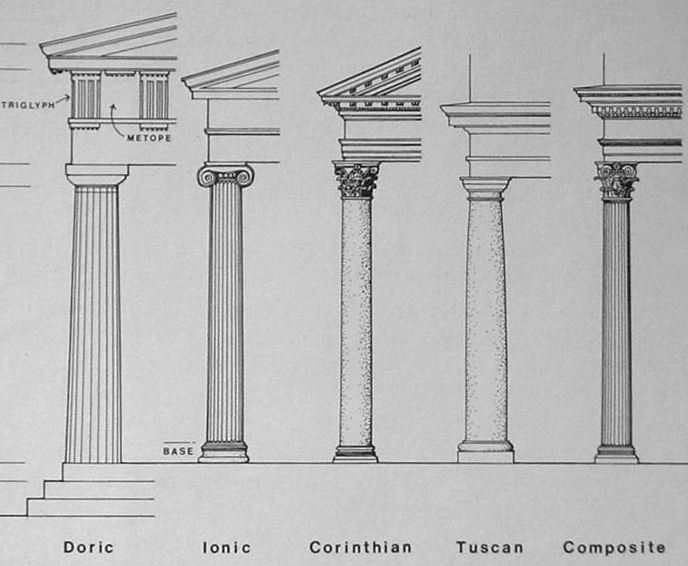 TRIGLYPH
METOPE
BASE
Doric
Ionic
Corinthian
Tuscan
Composite